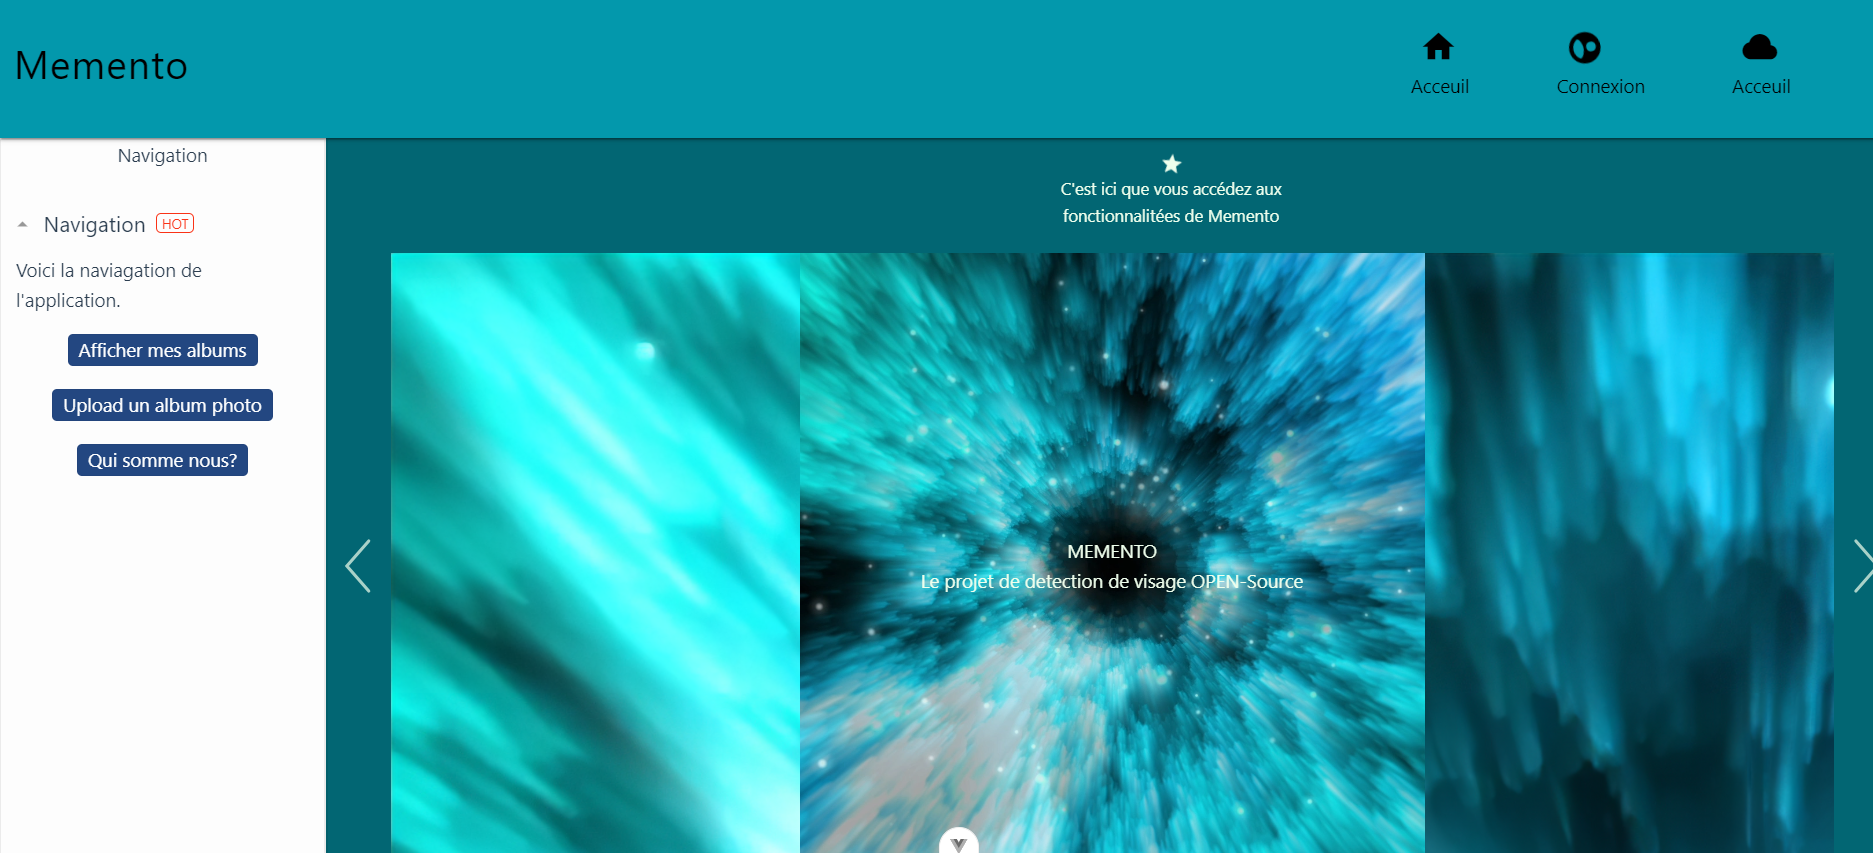 Memento
Acceuil
Connexion
Acceuil
Navigation
Navigation HOT
Voici la naviagation de
l'application.
Afficher mes albums
Upload un album photo
Qui somme nous?
C'est ici que vous accédez aux
fonctionnalitées de Memento
MEMENTO
Le projet de detection de visage OPEN-Source